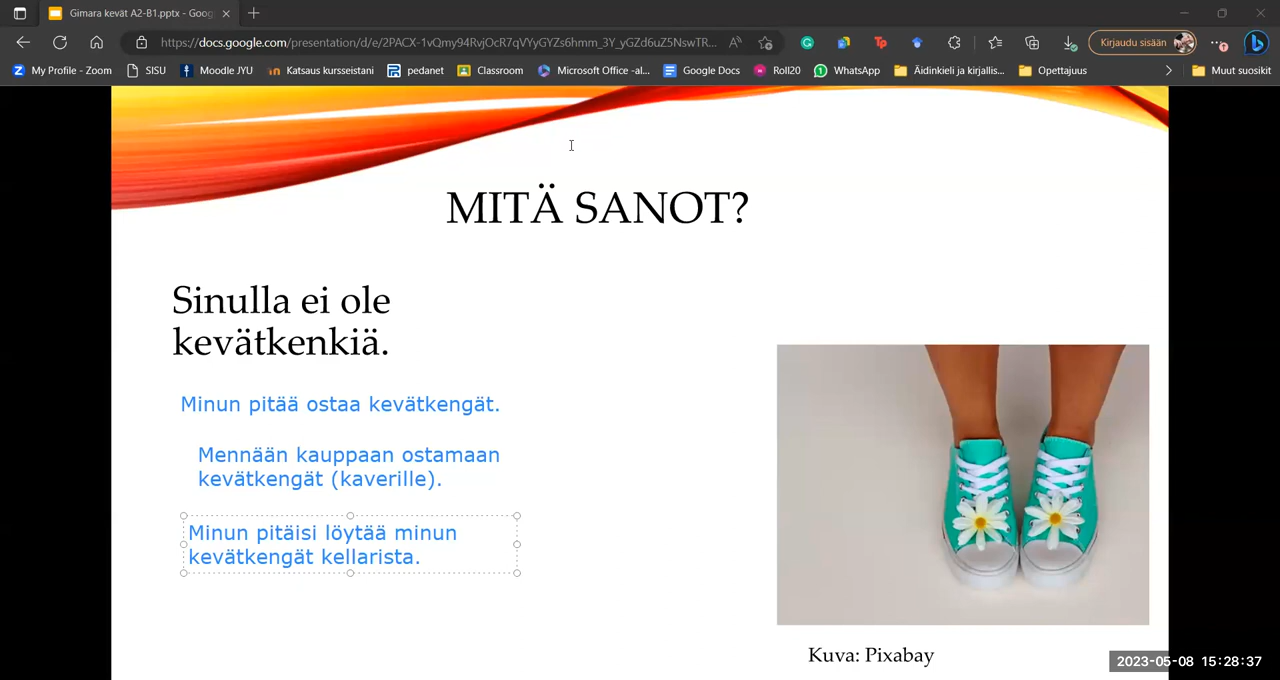 Gimara kevät A2-B1.pptx - Goog
https://docs.google.com/presentation/d/e/2PACX-1vQmy94RvjOcR7qVYyGYZs6hmm_3Y_yGZd6uZ5NswTR...
Kirjaudu sisään
My Profile - Zoom
SISU
Moodle JYU
Katsaus kursseistani
pedanet
Classroom
Microsoft Office -al...
Google Docs
Roll20
WhatsApp
Äidinkieli ja kirjallis...
Opettajuus
Muut suosikit
MITÄ SANOT?
Sinulla ei ole
kevätkenkiä.
Minun pitää ostaa kevätkengät.
Mennään kauppaan ostamaan
kevätkengät (kaverille).
Minun pitäisi löytää minun
kevätkengät kellarista.
Kuva: Pixabay
2023-05-08 15:28:37